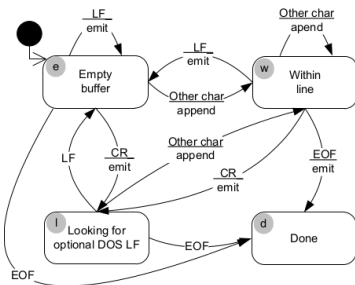 LF
emit
Other char
apend
e
Empty
buffer
LF
emit
w
Within
line
Other char
append
LF
CR
emit
Other char
append
CR
emit
EOF
emit
l
Looking for
optional DOS LF
EOF
d
Done
EOF